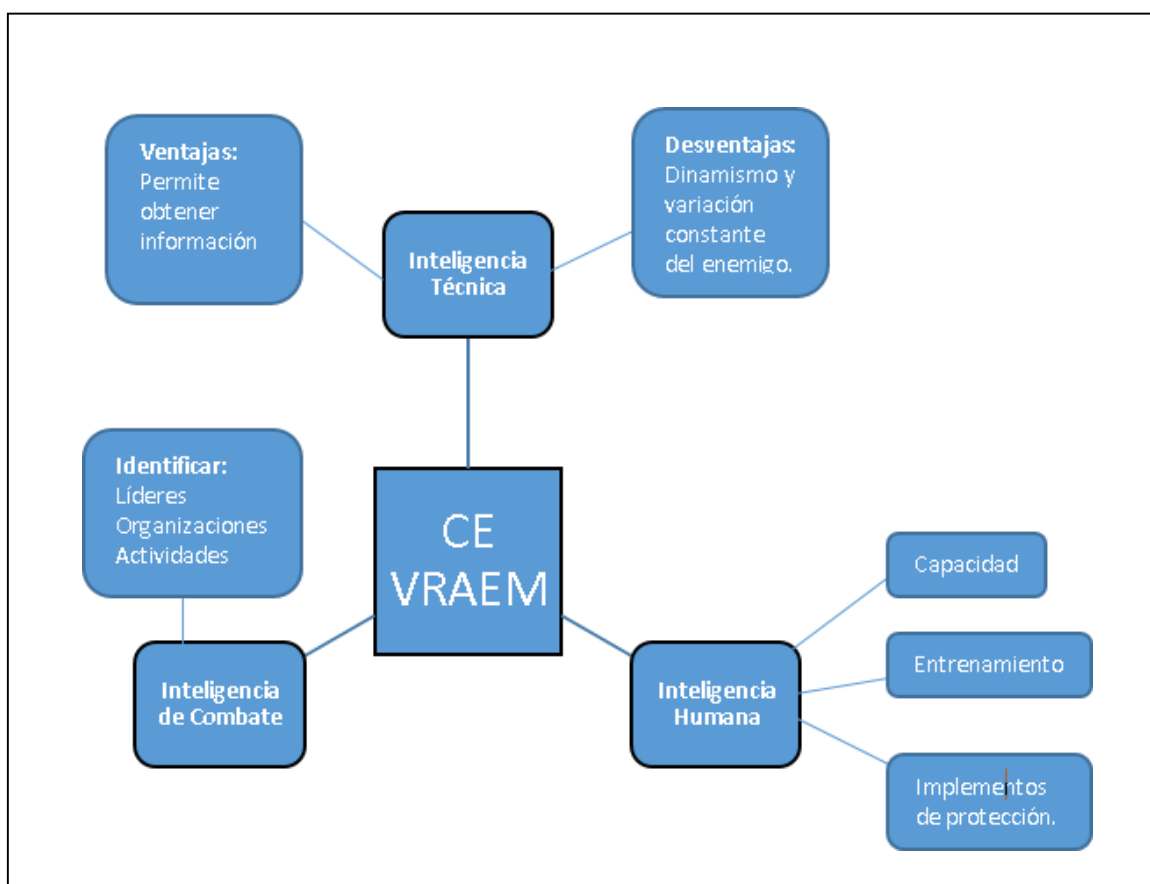 Ventajas:
Permite
obtener
información
Desventajas:
Dinamismo y
variación
constante
del enemigo.
Inteligencia
Técnica
Identificar:
Líderes
Organizaciones
Actividades
CE
VRAEM
Capacidad
Entrenamiento
Inteligencia
de Combate
Inteligencia
Humana
Implementos
de protección.